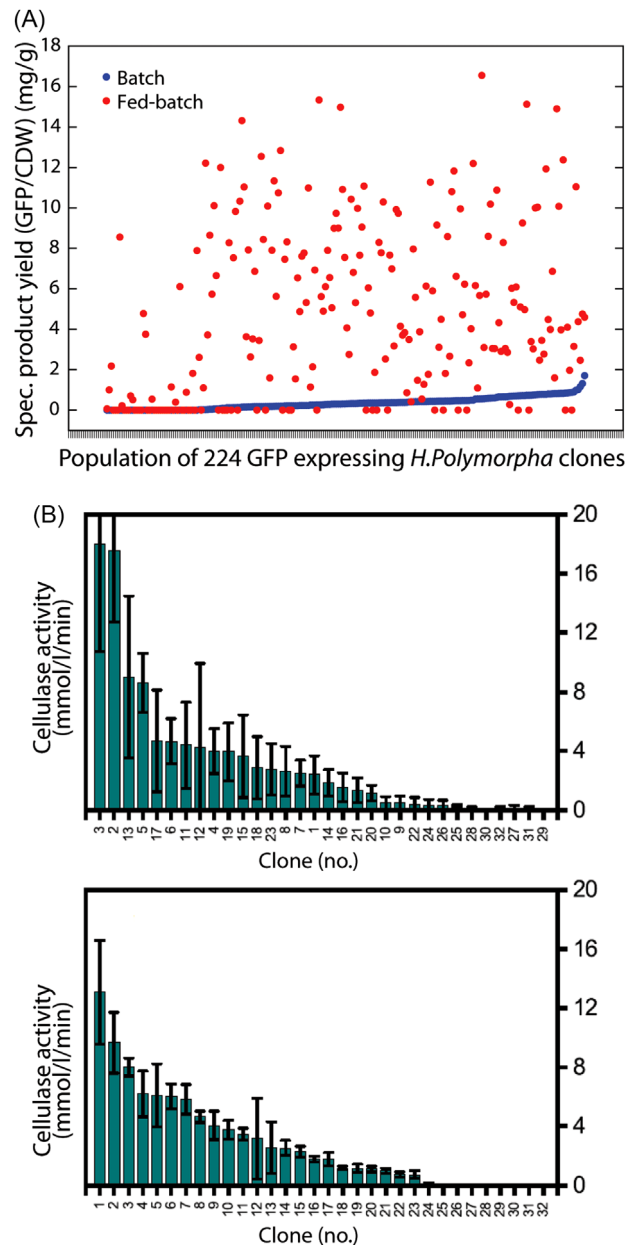 (A)
18
16
14
12
10
8
6
4
2
0
Spec. product yield (GFP/CDW) (mg/g)
Batch
Fed-batch
Population of 224 GFP expressing H.Polymorpha clones
(B)
20
16
8
4
0
Cellulase activity
(mmol/l/min)
3 2 13 5 17 6 11 12 4 19 15 18 23 8 7 1 14 16 21 20 10 9 22 24 26 25 28 30 32 27 31 29
Clone (no.)
20
16
12
8
4
0
Cellulase activity
(mmol/l/min)
1 2 3 4 5 6 7 8 9 10 11 12 13 14 15 16 17 18 19 20 21 22 23 24 25 26 27 28 29 30 31 32
Clone (no.)